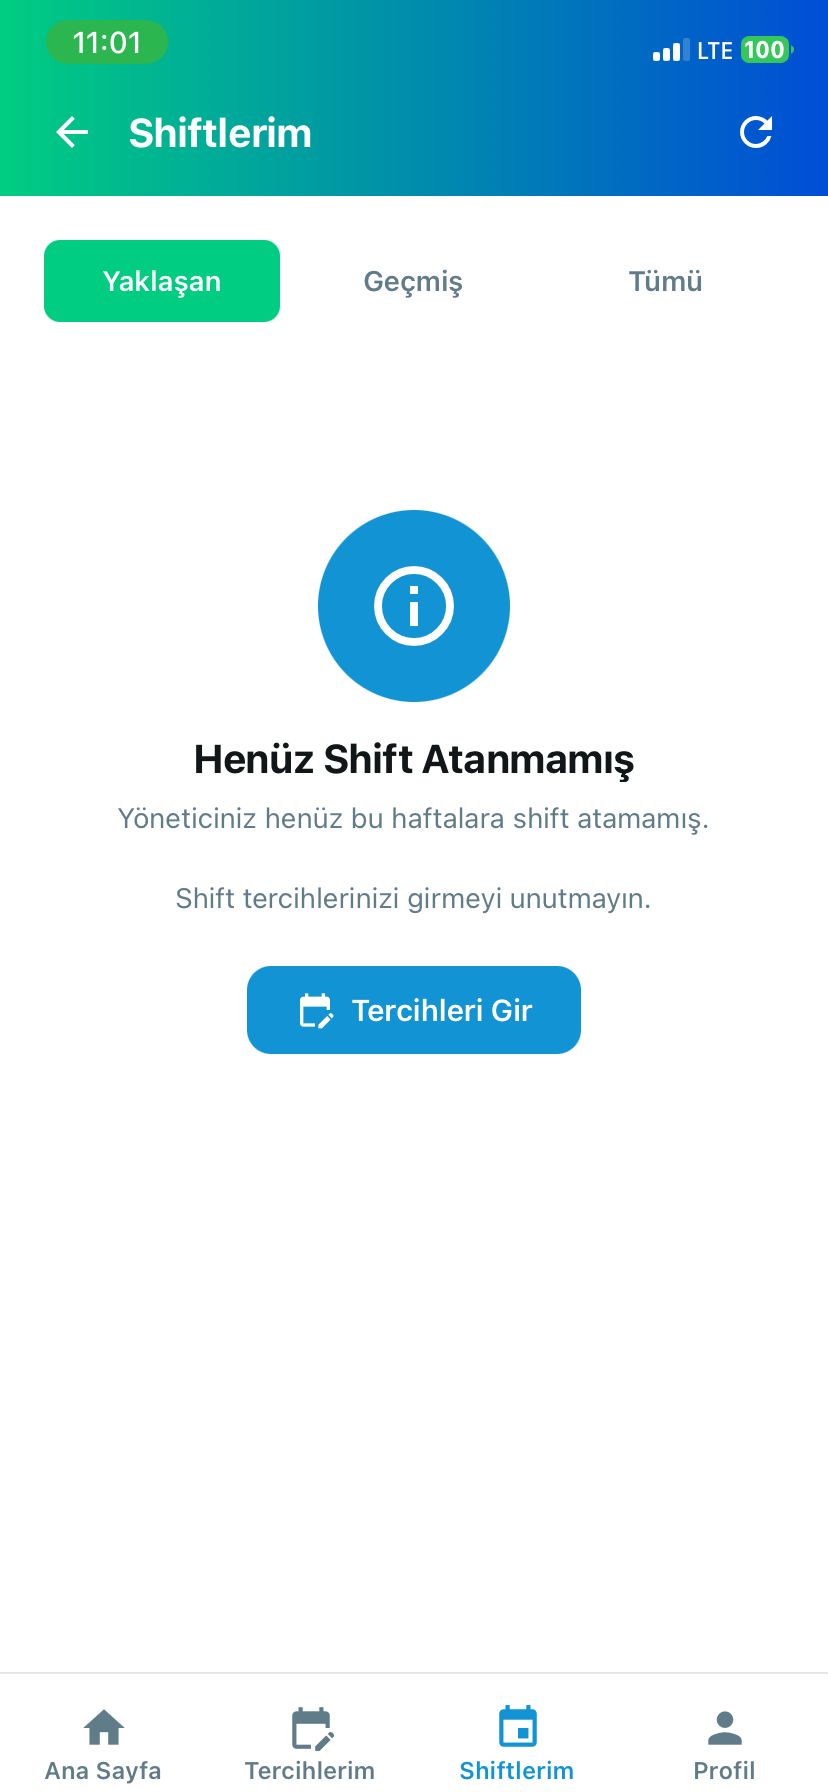 11:01
LTE 100
Shiftlerim
Yaklaşan Geçmiş Tümü
Henüz Shift Atanmamış
Yöneticiniz henüz bu haftalara shift atamamış.
Shift tercihlerinizi girmeyi unutmayın.
Tercihleri Gir
Ana Sayfa Tercihlerim Shiftlerim Profil